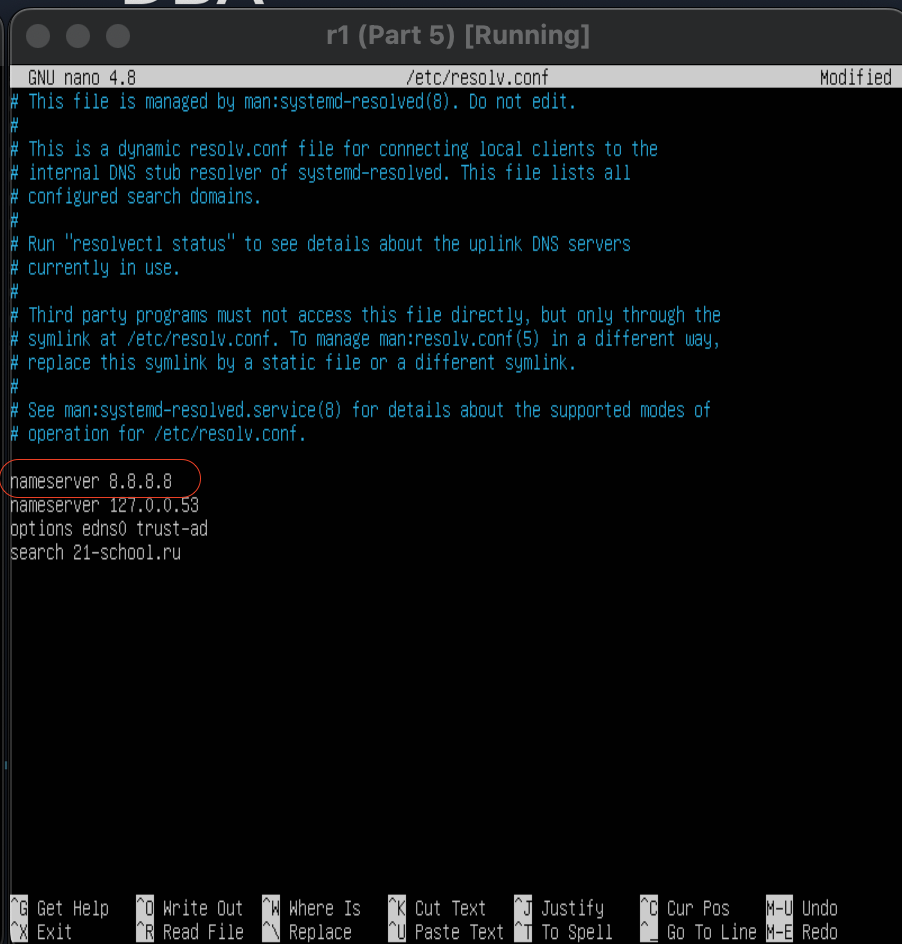 r1 (Part 5) [Running]
GNU nano 4.8 /etc/resolv.conf Modified
# This file is managed by man:systemd-resolved(8). Do not edit.
#
# This is a dynamic resolv.conf file for connecting local clients to the
# internal DNS stub resolver of systemd-resolved. This file lists all
# configured search domains.
#
# Run "resolvectl status" to see details about the uplink DNS servers
# currently in use.
#
# Third party programs must not access this file directly, but only through the
# symlink at /etc/resolv.conf. To manage man:resolv.conf(5) in a different way,
# replace this symlink by a static file or a different symlink.
#
# See man:systemd-resolved.service(8) for details about the supported modes of
# operation for /etc/resolv.conf.
nameserver 8.8.8.8
nameserver 127.0.0.53
options edns0 trust-ad
search 21-school.ru
^G Get Help ^O Write Out ^W Where Is ^K Cut Text ^J Justify ^C Cur Pos M-U Undo
^X Exit ^R Read File ^\ Replace ^U Paste Text ^T To Spell ^_ Go To Line M-E Redo